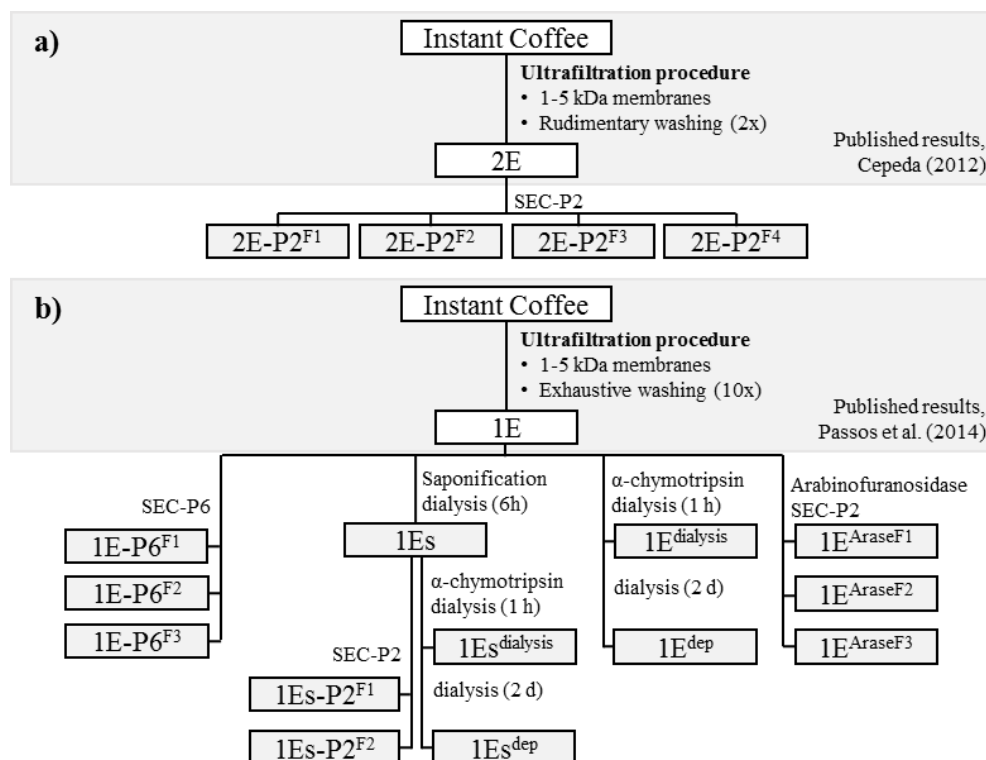 a)
Instant Coffee
Ultrafiltration procedure
• 1-5 kDa membranes
• Rudimentary washing (2x)
Published results,
Cepeda (2012)
2E
SEC-P2
2E-P2F1 2E-P2F2 2E-P2F3 2E-P2F4
b)
Instant Coffee
Ultrafiltration procedure
• 1-5 kDa membranes
• Exhaustive washing (10x)
Published results,
Passos et al. (2014)
1E
SEC-P6
1E-P6F1
1E-P6F2
1E-P6F3
Saponification
dialysis (6h)
1Es
SEC-P2
1Es-P2F1
1Es-P2F2
α-chymotripsin
dialysis (1 h)
1Esdialysis
dialysis (2 d)
1Esdep
α-chymotripsin
dialysis (1 h)
1Edialysis
dialysis (2 d)
1Edep
Arabinofuranosidase
SEC-P2
1EAraseF1
1EAraseF2
1EAraseF3